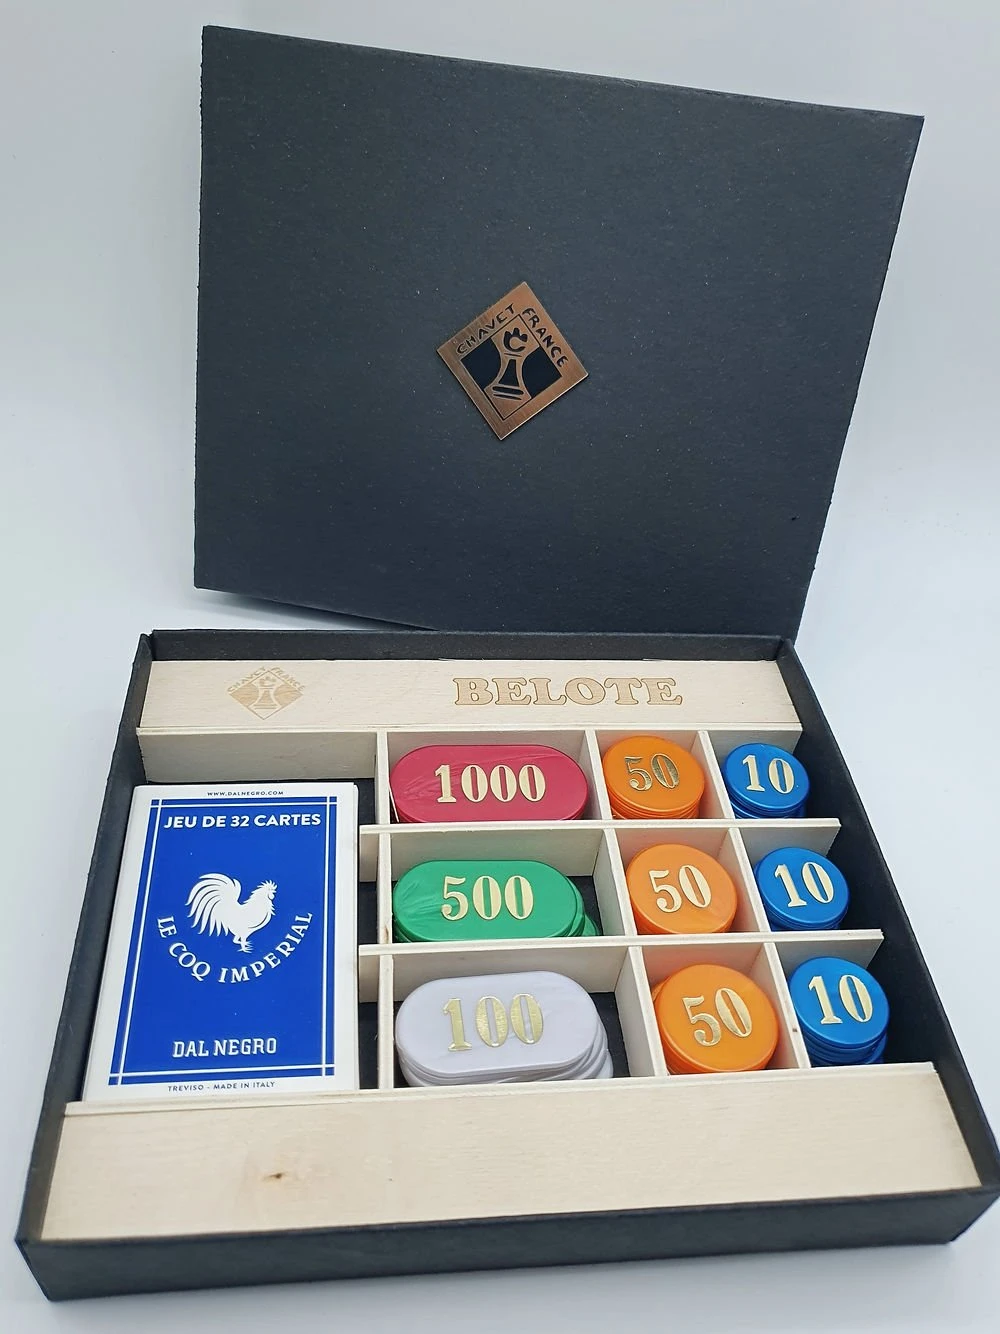 CHAVET FRANCE
CHAVET FRANCE
BELOTE
WWW.DALNEGRO.COM
JEU DE 32 CARTES
LE COQ IMPERIAL
DAL NEGRO
TREVISO - MADE IN ITALY
1000
50
10
500
50
10
100
50
10